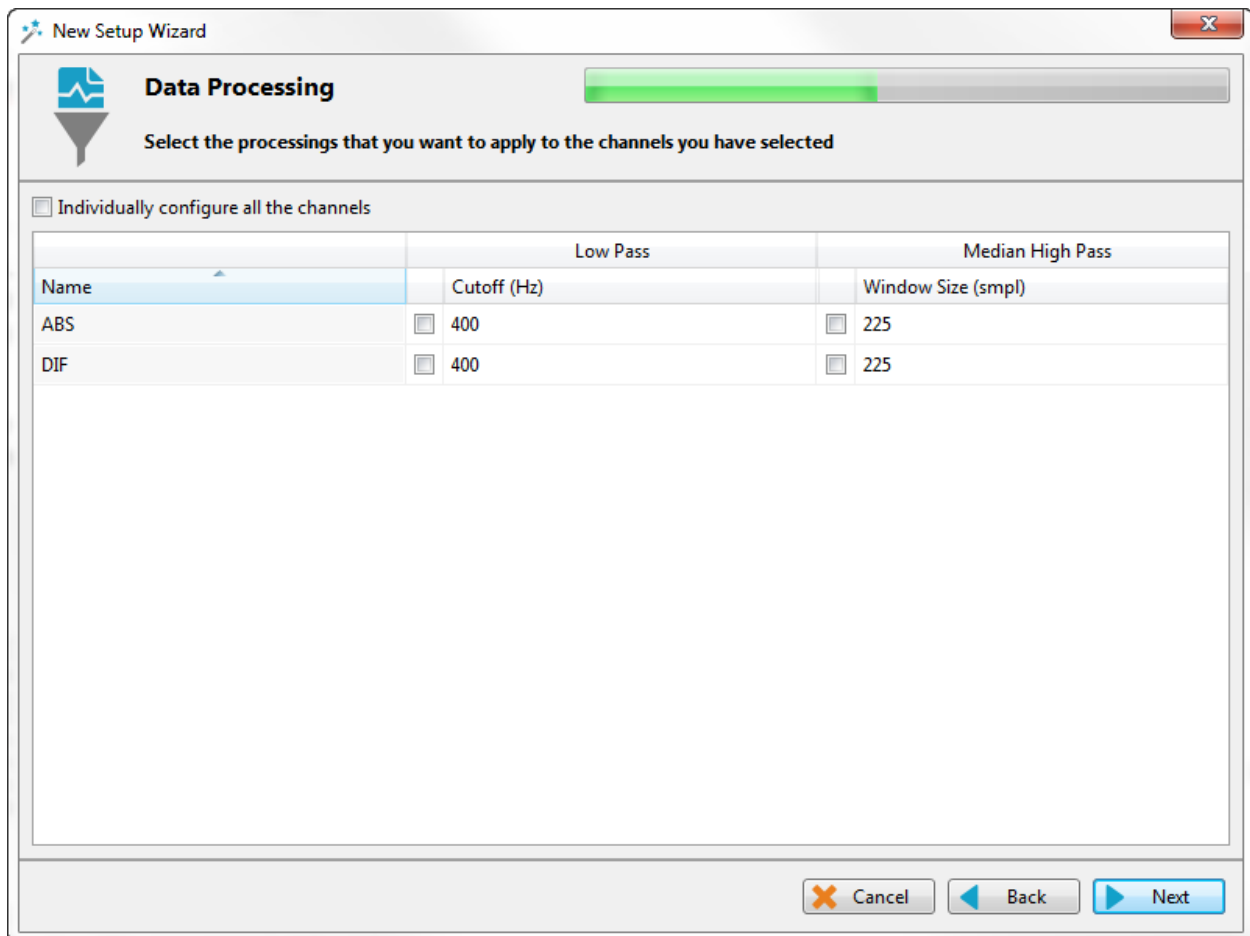 New Setup Wizard
Data Processing
Select the processings that you want to apply to the channels you have selected
Individually configure all the channels
Low Pass Median High Pass
Name Cutoff (Hz) Window Size (smpl)
ABS 400 225
DIF 400 225
Cancel Back Next